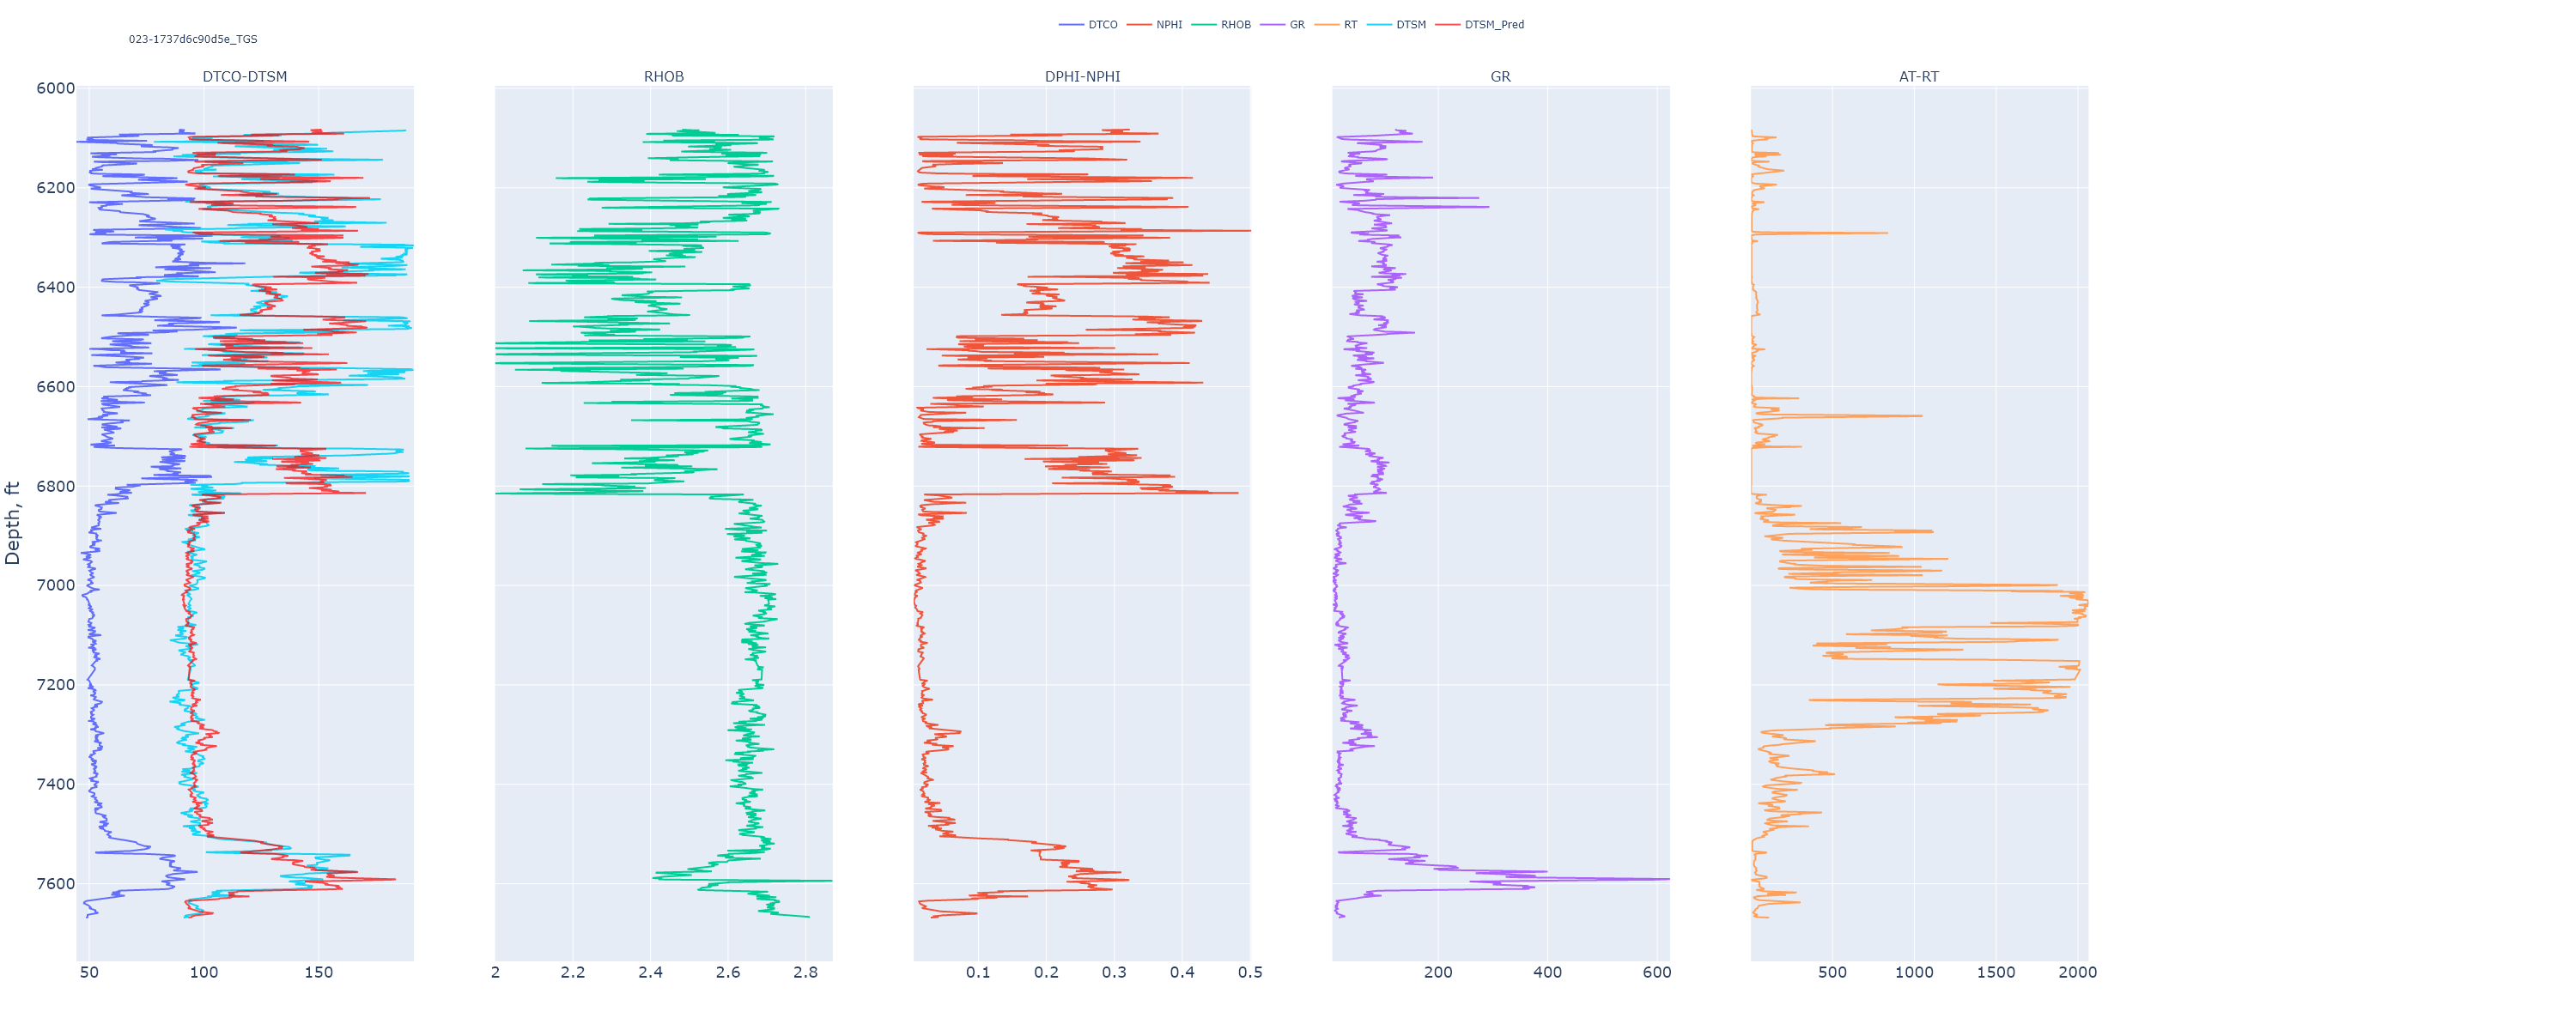 DTCO NPHI RHOB GR RT DTSM DTSM_Pred
023-1737d6c90d5e_TGS
DTCO-DTSM RHOB DPHI-NPHI GR AT-RT
6000
6200
6400
6600
6800
7000
7200
7400
7600
Depth, ft
50 100 150 2 2.2 2.4 2.6 2.8 0.1 0.2 0.3 0.4 0.5 200 400 600 500 1000 1500 2000